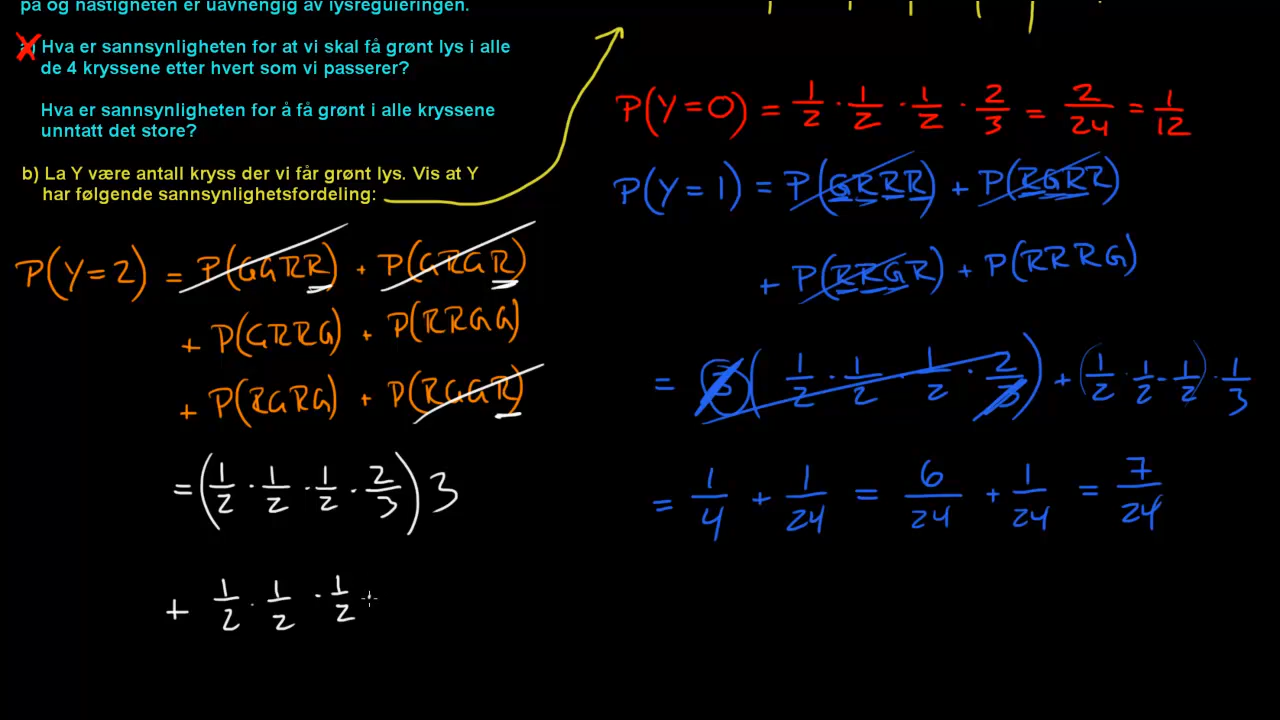 på og hastigheten er uavhengig av lysreguleringen.
a) Hva er sannsynligheten for at vi skal få grønt lys i alle
de 4 kryssene etter hvert som vi passerer?
Hva er sannsynligheten for å få grønt i alle kryssene
unntatt det store?
b) La Y være antall kryss der vi får grønt lys. Vis at Y
har følgende sannsynlighetsfordeling:
P(Y=2) = P(GGRR) + P(GRGR)
+ P(GRRG) + P(RRGG)
+ P(RGRG) + P(RGGR)
= (1/2 · 1/2 · 1/2 · 2/3) 3
+ 1/2 · 1/2 · 1/2
P(Y=0) = 1/2 · 1/2 · 1/2 · 2/3 = 2/24 = 1/12
P(Y=1) = P(GRRR) + P(RGRR)
+ P(RRGR) + P(RRRG)
= 3(1/2 · 1/2 · 1/2 · 2/3) + (1/2 · 1/2 · 1/2) · 1/3
= 1/4 + 1/24 = 6/24 + 1/24 = 7/24